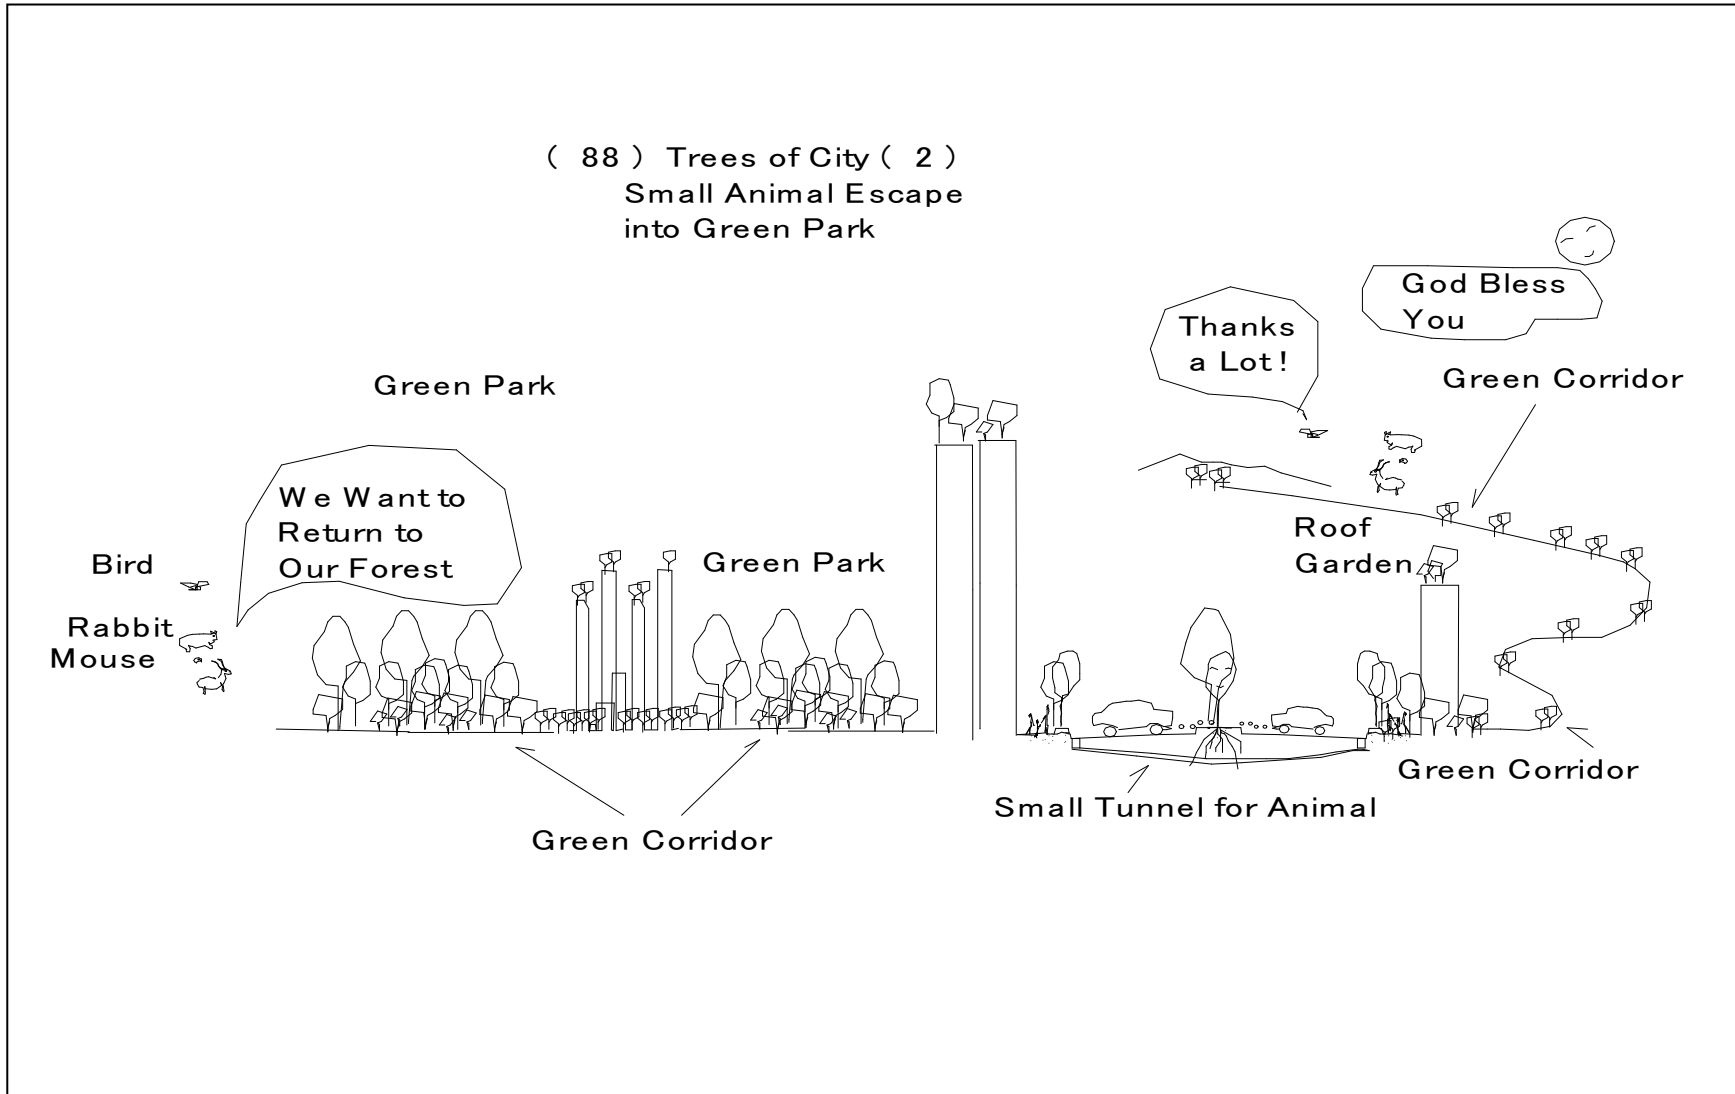 ( 88 ) Trees of City ( 2 )
Small Animal Escape
into Green Park
God Bless
You
Thanks
a Lot!
Green Corridor
Green Park
We Want to
Return to
Our Forest
Roof
Garden
Bird
Green Park
Rabbit
Mouse
Green Corridor
Small Tunnel for Animal
Green Corridor